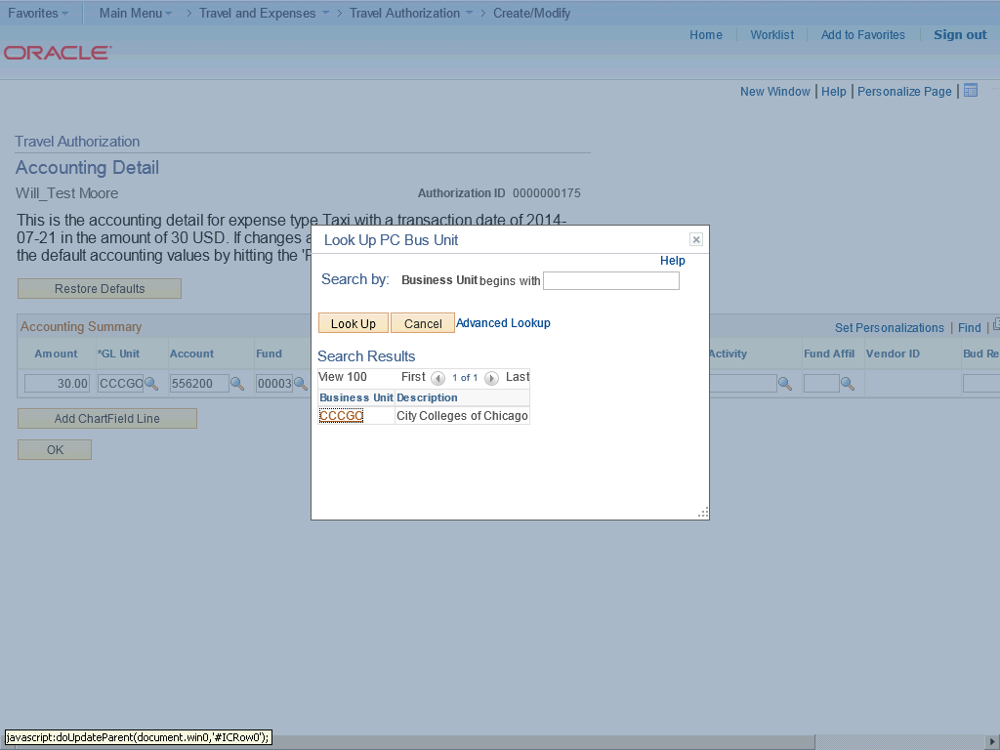 Favorites Main Menu > Travel and Expenses > Travel Authorization > Create/Modify
Home Worklist Add to Favorites Sign out
ORACLE
New Window | Help | Personalize Page |
Travel Authorization
Accounting Detail
Will_Test Moore Authorization ID 0000000175
This is the accounting detail for expense type Taxi with a transaction date of 2014-
07-21 in the amount of 30 USD. If changes
the default accounting values by hitting the
Restore Defaults
Look Up PC Bus Unit
Help
Search by: Business Unit begins with
Look Up Cancel Advanced Lookup
Search Results
View 100 First 1 of 1 Last
Business Unit Description
CCCGO City Colleges of Chicago
Accounting Summary Set Personalizations | Find |
Amount *GL Unit Account Fund Activity Fund Affil Vendor ID Bud Re
30.00 CCCGO 556200 00003
Add ChartField Line
OK
javascript:doUpdateParent(document.win0,'#ICRow0');